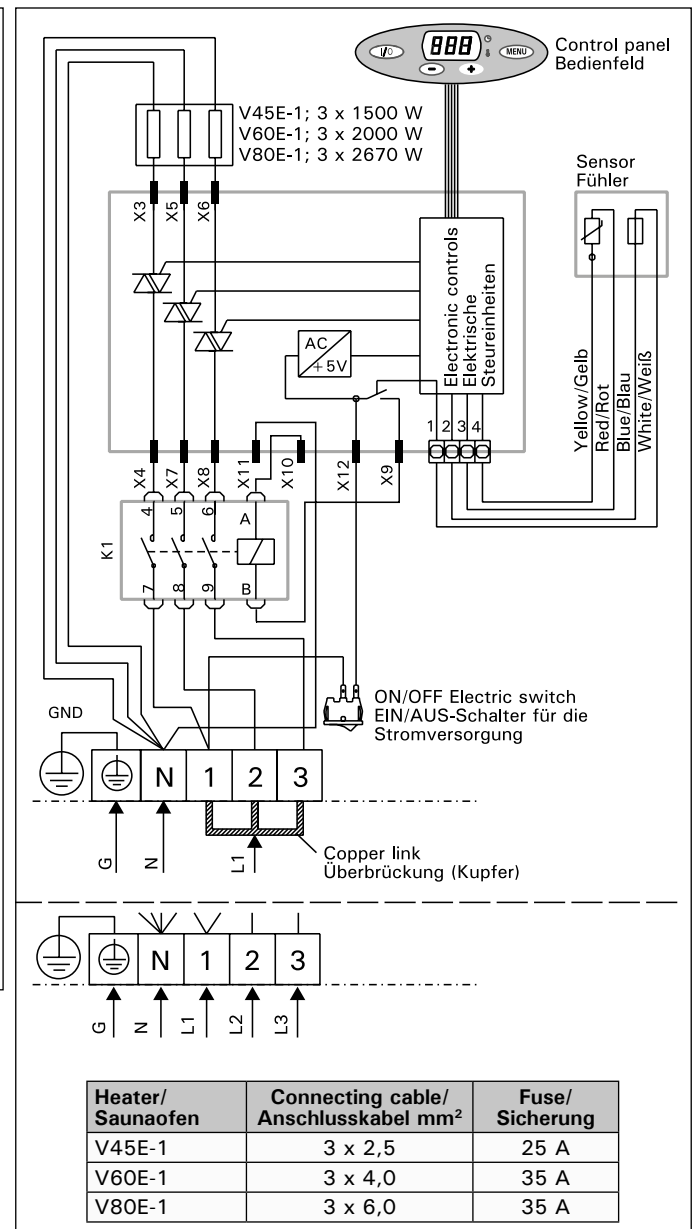 I/O
888
MENU
− +
Control panel
Bedienfeld
V45E-1; 3 x 1500 W
V60E-1; 3 x 2000 W
V80E-1; 3 x 2670 W
Sensor
Fühler
X3 X5 X6
Electronic controls
Elektrische
Steureinheiten
AC
+5V
Yellow/Gelb
Red/Rot
Blue/Blau
White/Weiß
1 2 3 4
X4 X7 X8 X11 X10 X12 X9
4 5 6 A
K1
7 8 9 B
ON/OFF Electric switch
EIN/AUS-Schalter für die
Stromversorgung
GND
N 1 2 3
G N L1
Copper link
Überbrückung (Kupfer)
N 1 2 3
G N L1 L2 L3
Heater/ Connecting cable/ Fuse/
Saunaofen Anschlusskabel mm² Sicherung
V45E-1 3 x 2,5 25 A
V60E-1 3 x 4,0 35 A
V80E-1 3 x 6,0 35 A